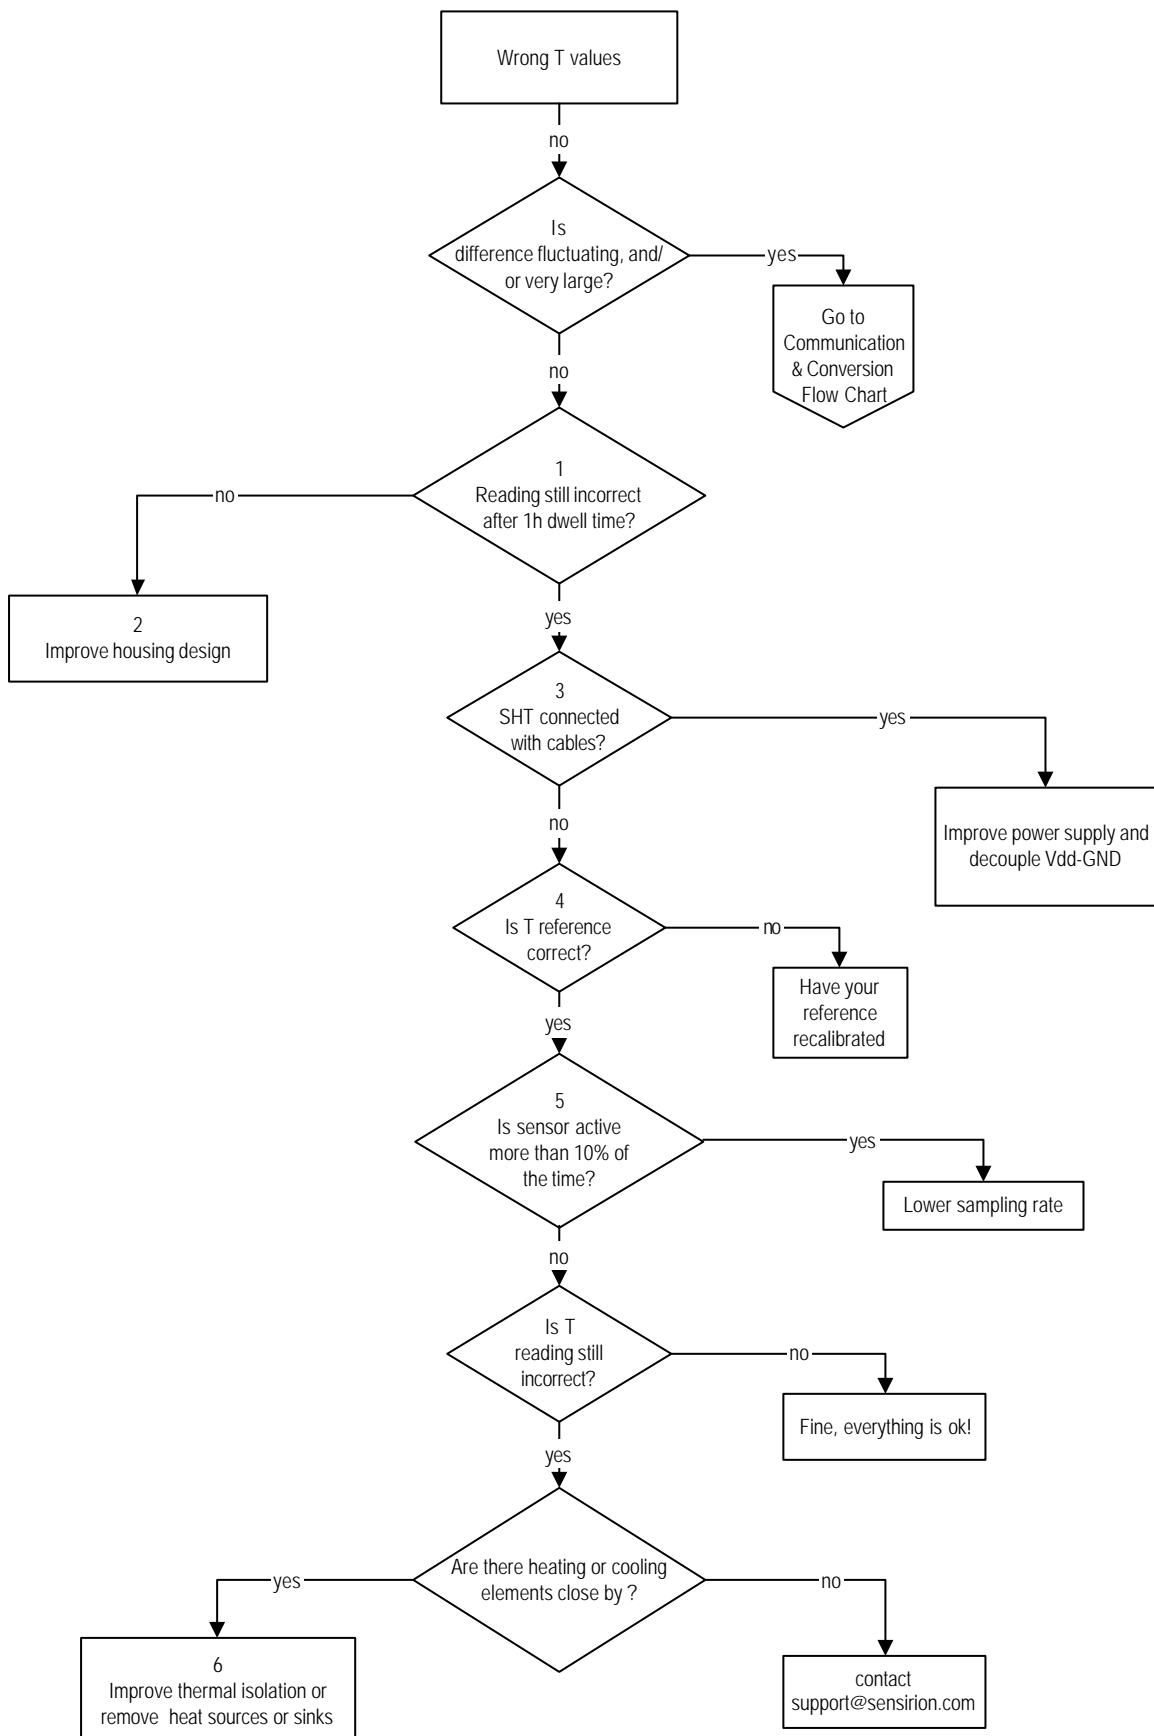 Wrong T values
no
Is
difference fluctuating, and/
or very large?
yes
Go to
Communication
& Conversion
Flow Chart
no
1
Reading still incorrect
after 1h dwell time?
no
2
Improve housing design
yes
3
SHT connected
with cables?
yes
Improve power supply and
decouple Vdd-GND
no
4
Is T reference
correct?
no
Have your
reference
recalibrated
yes
5
Is sensor active
more than 10% of
the time?
yes
Lower sampling rate
no
Is T
reading still
incorrect?
no
Fine, everything is ok!
yes
Are there heating or cooling
elements close by ?
yes
6
Improve thermal isolation or
remove heat sources or sinks
no
contact
support@sensirion.com